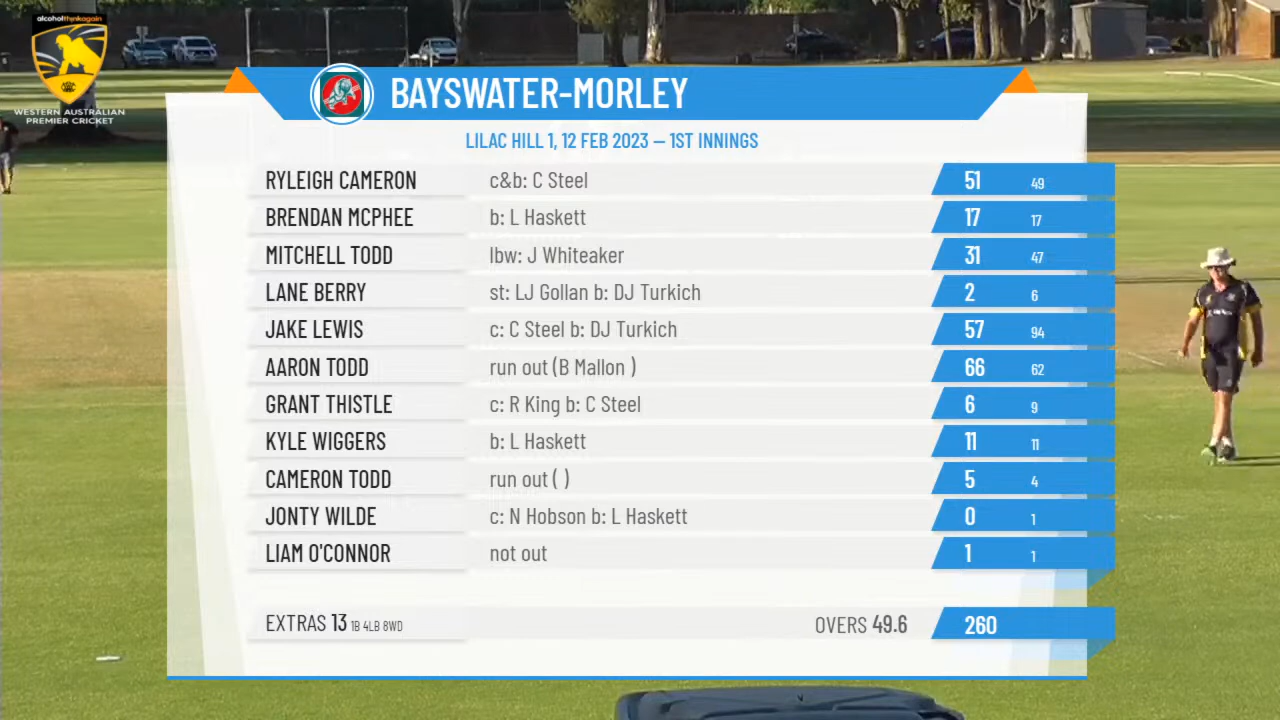 alcoholthinkagain
WESTERN AUSTRALIAN
PREMIER CRICKET
BAYSWATER-MORLEY
LILAC HILL 1, 12 FEB 2023 – 1ST INNINGS
RYLEIGH CAMERON c&b: C Steel 51 49
BRENDAN MCPHEE b: L Haskett 17 17
MITCHELL TODD lbw: J Whiteaker 31 47
LANE BERRY st: LJ Gollan b: DJ Turkich 2 6
JAKE LEWIS c: C Steel b: DJ Turkich 57 94
AARON TODD run out (B Mallon ) 66 62
GRANT THISTLE c: R King b: C Steel 6 9
KYLE WIGGERS b: L Haskett 11 11
CAMERON TODD run out ( ) 5 4
JONTY WILDE c: N Hobson b: L Haskett 0 1
LIAM O'CONNOR not out 1 1
EXTRAS 13 1B 4LB 8WD OVERS 49.6 260